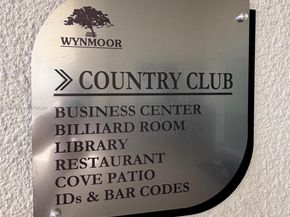 WYNMOOR
COUNTRY CLUB
BUSINESS CENTER
BILLIARD ROOM
LIBRARY
RESTAURANT
COVE PATIO
IDs & BAR CODES